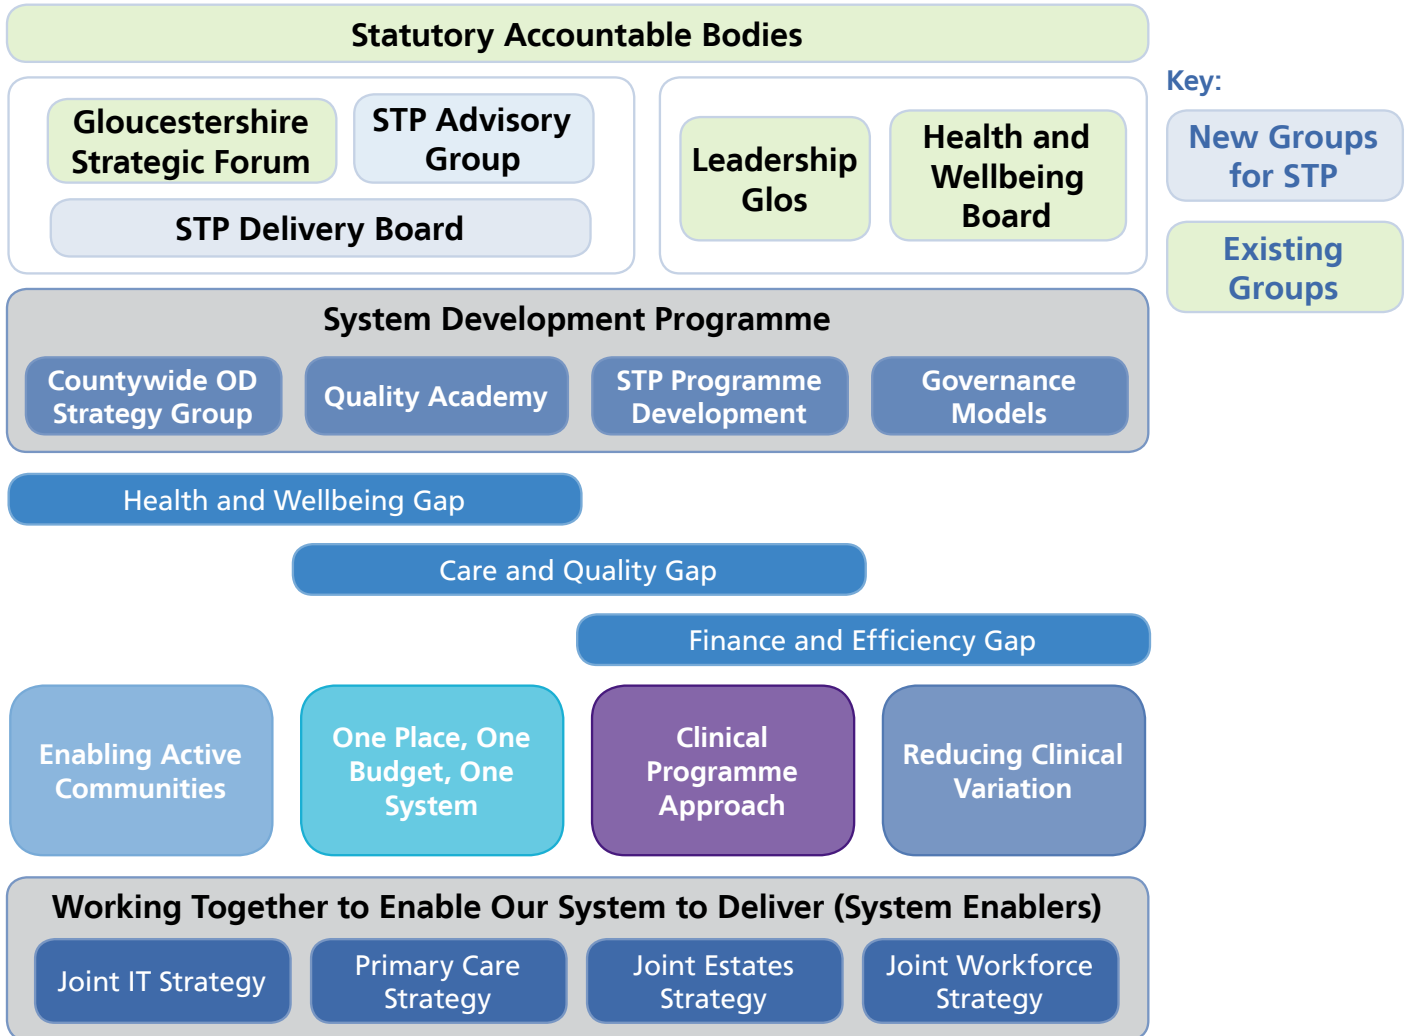 Statutory Accountable Bodies
Gloucestershire
Strategic Forum
STP Advisory
Group
STP Delivery Board
Leadership
Glos
Health and
Wellbeing
Board
Key:
New Groups
for STP
Existing
Groups
System Development Programme
Countywide OD
Strategy Group
Quality Academy
STP Programme
Development
Governance
Models
Health and Wellbeing Gap
Care and Quality Gap
Finance and Efficiency Gap
Enabling Active
Communities
One Place, One
Budget, One
System
Clinical
Programme
Approach
Reducing Clinical
Variation
Working Together to Enable Our System to Deliver (System Enablers)
Joint IT Strategy
Primary Care
Strategy
Joint Estates
Strategy
Joint Workforce
Strategy